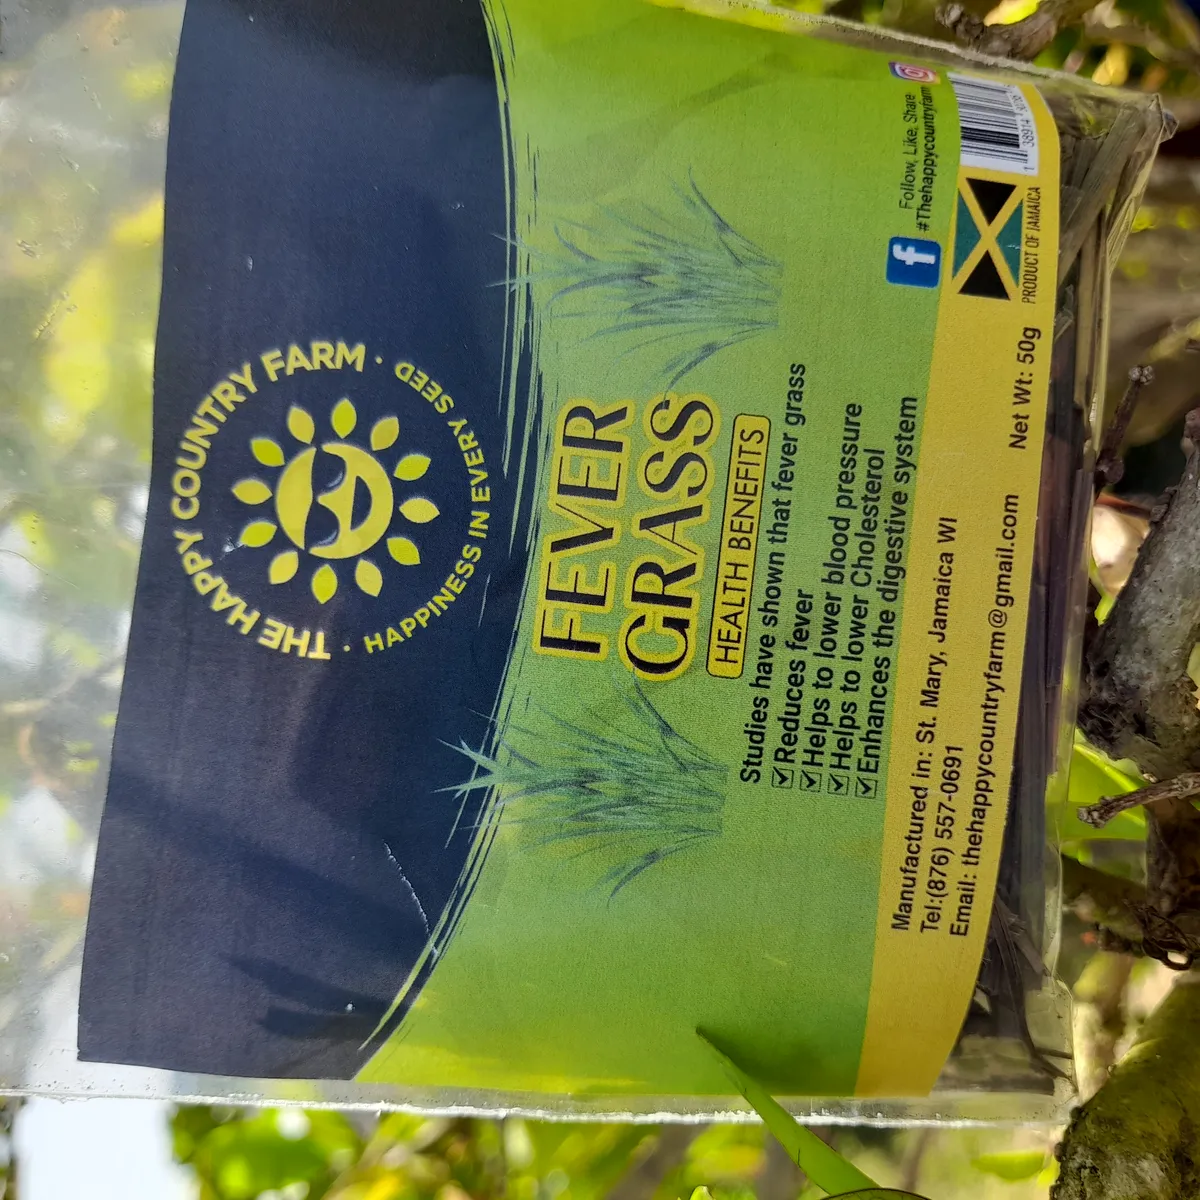 THE HAPPY COUNTRY FARM ·
HAPPINESS IN EVERY SEED ·
FEVER
GRASS
HEALTH BENEFITS
Studies have shown that fever grass
Reduces fever
Helps to lower blood pressure
Helps to lower Cholesterol
Enhances the digestive system
Follow, Like, Share
#Thehappycountryfarm
Manufactured in: St. Mary, Jamaica WI
Tel:(876) 557-0691
Email: thehappycountryfarm@gmail.com
Net Wt: 50g
PRODUCT OF JAMAICA